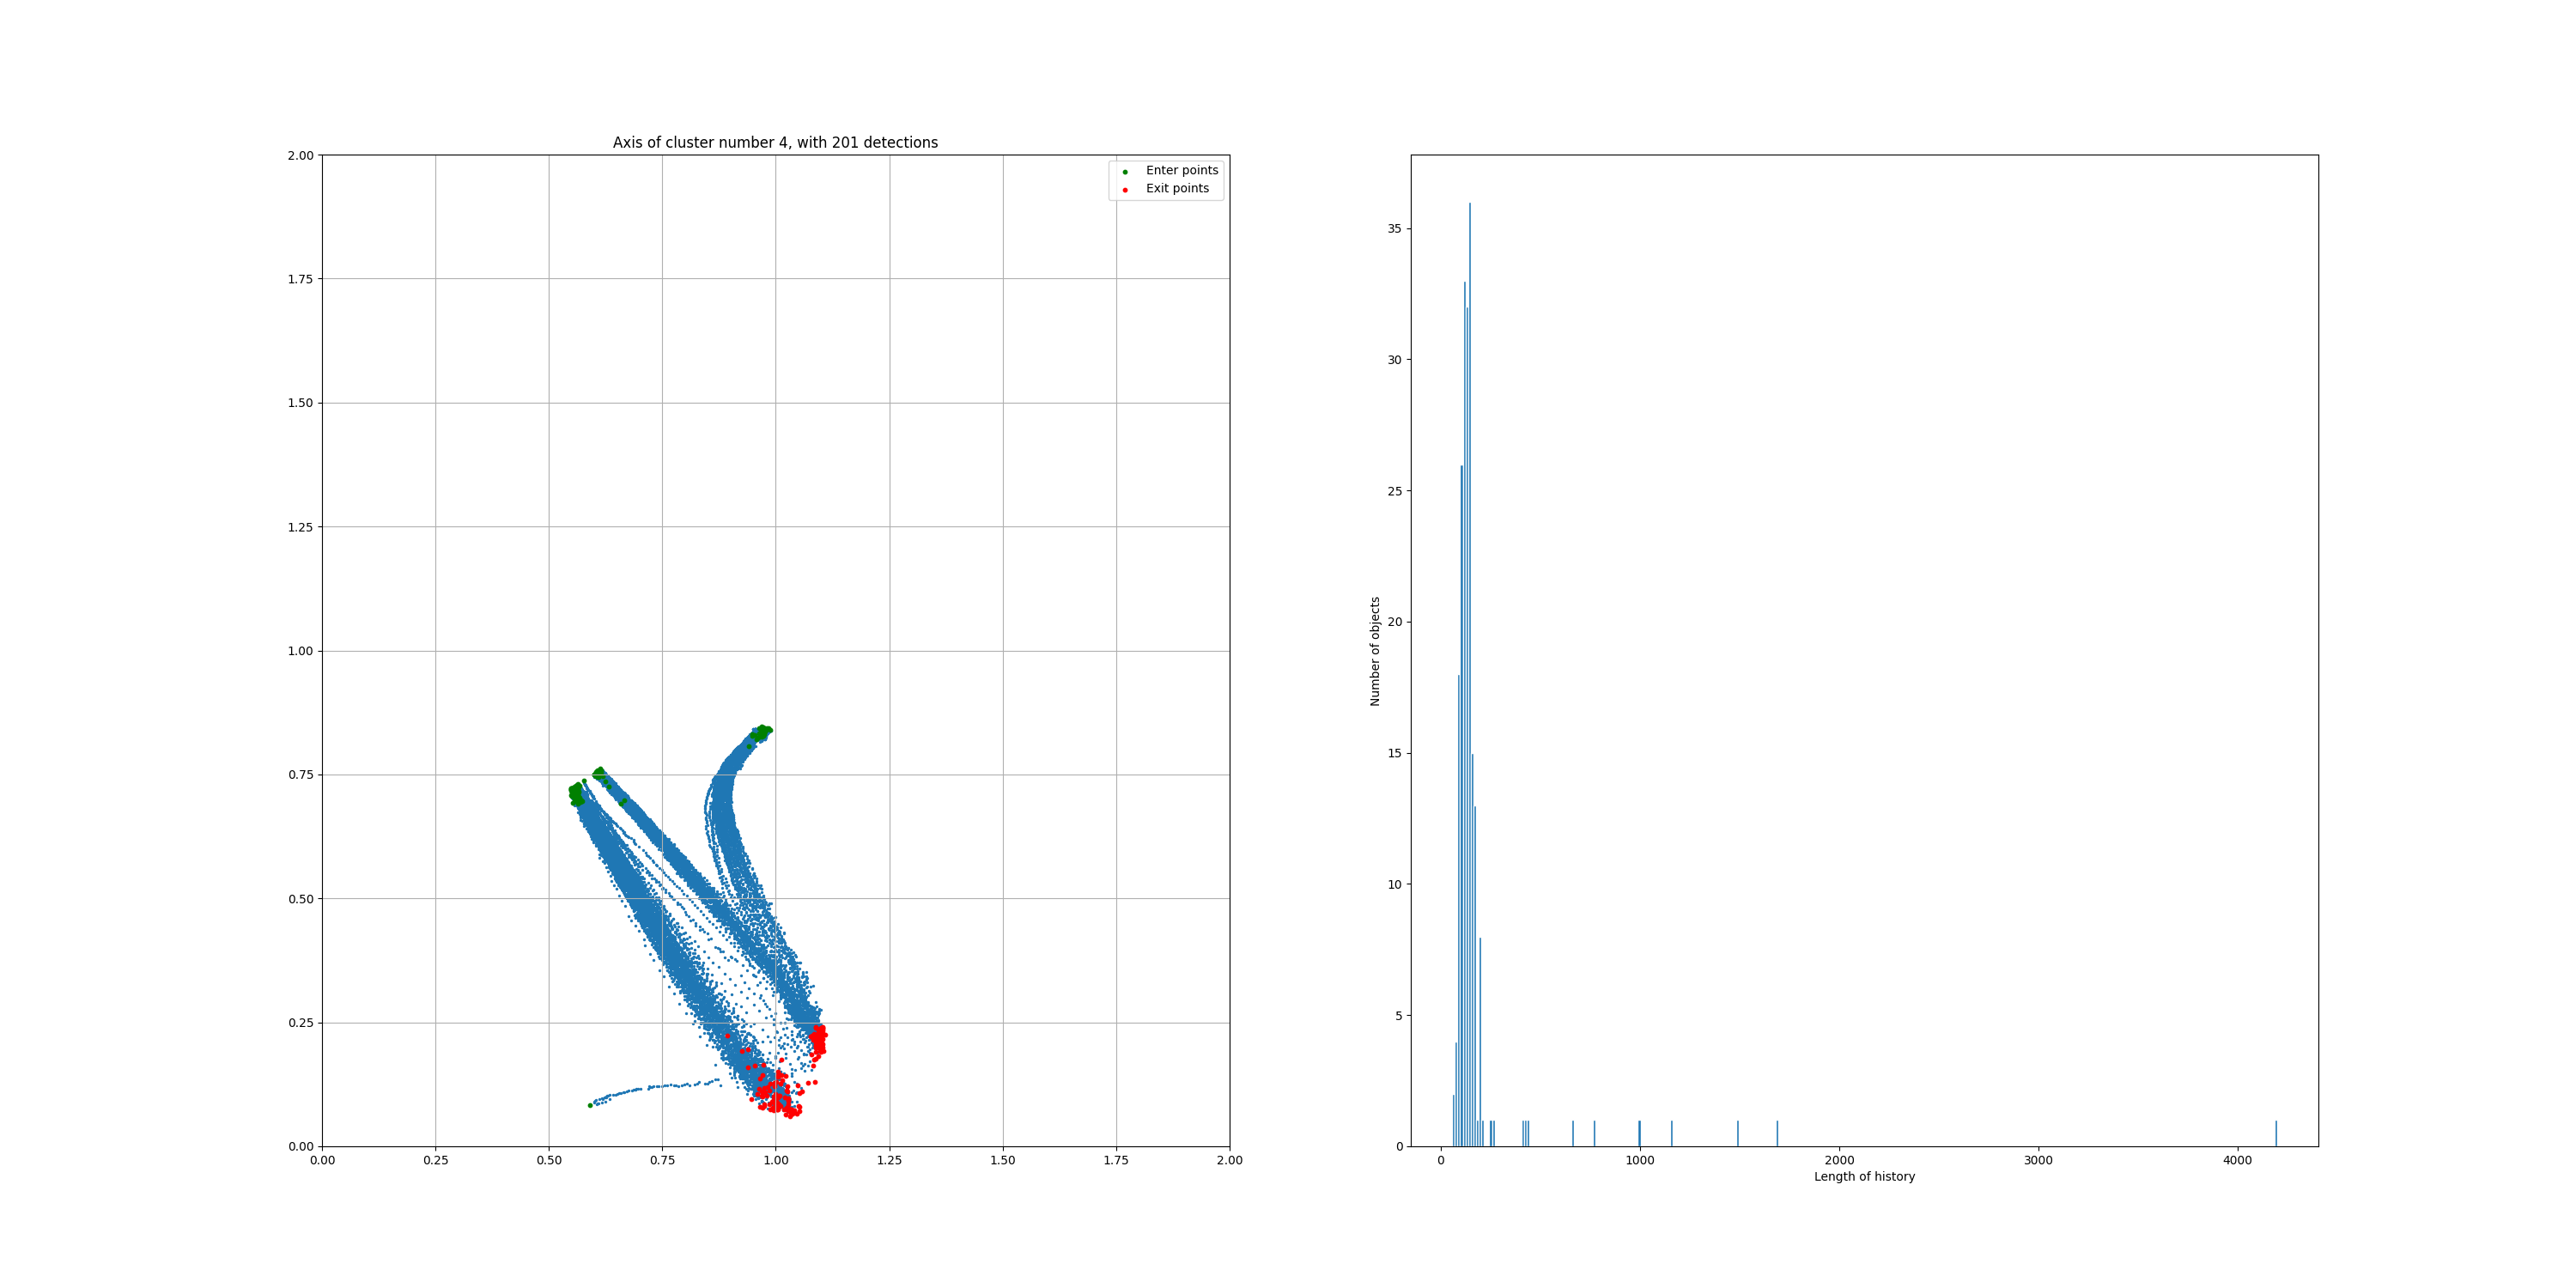 Axis of cluster number 4, with 201 detections
Enter points
Exit points
2.00
1.75
1.50
1.25
1.00
0.75
0.50
0.25
0.00
0.00 0.25 0.50 0.75 1.00 1.25 1.50 1.75 2.00
Number of objects
35
30
25
20
15
10
5
0
0 1000 2000 3000 4000
Length of history